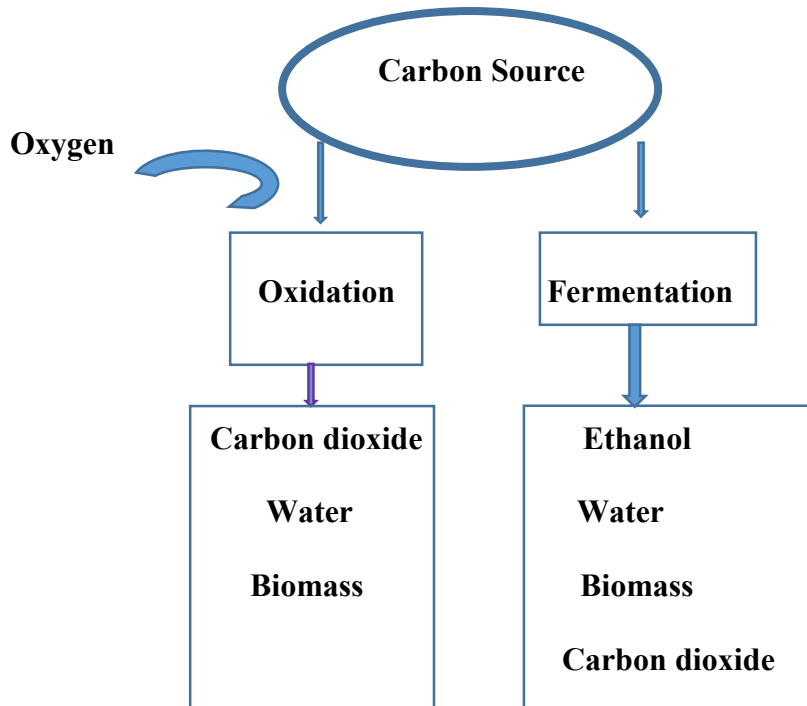 Carbon Source
Oxygen
Oxidation
Fermentation
Carbon dioxide
Water
Biomass
Ethanol
Water
Biomass
Carbon dioxide